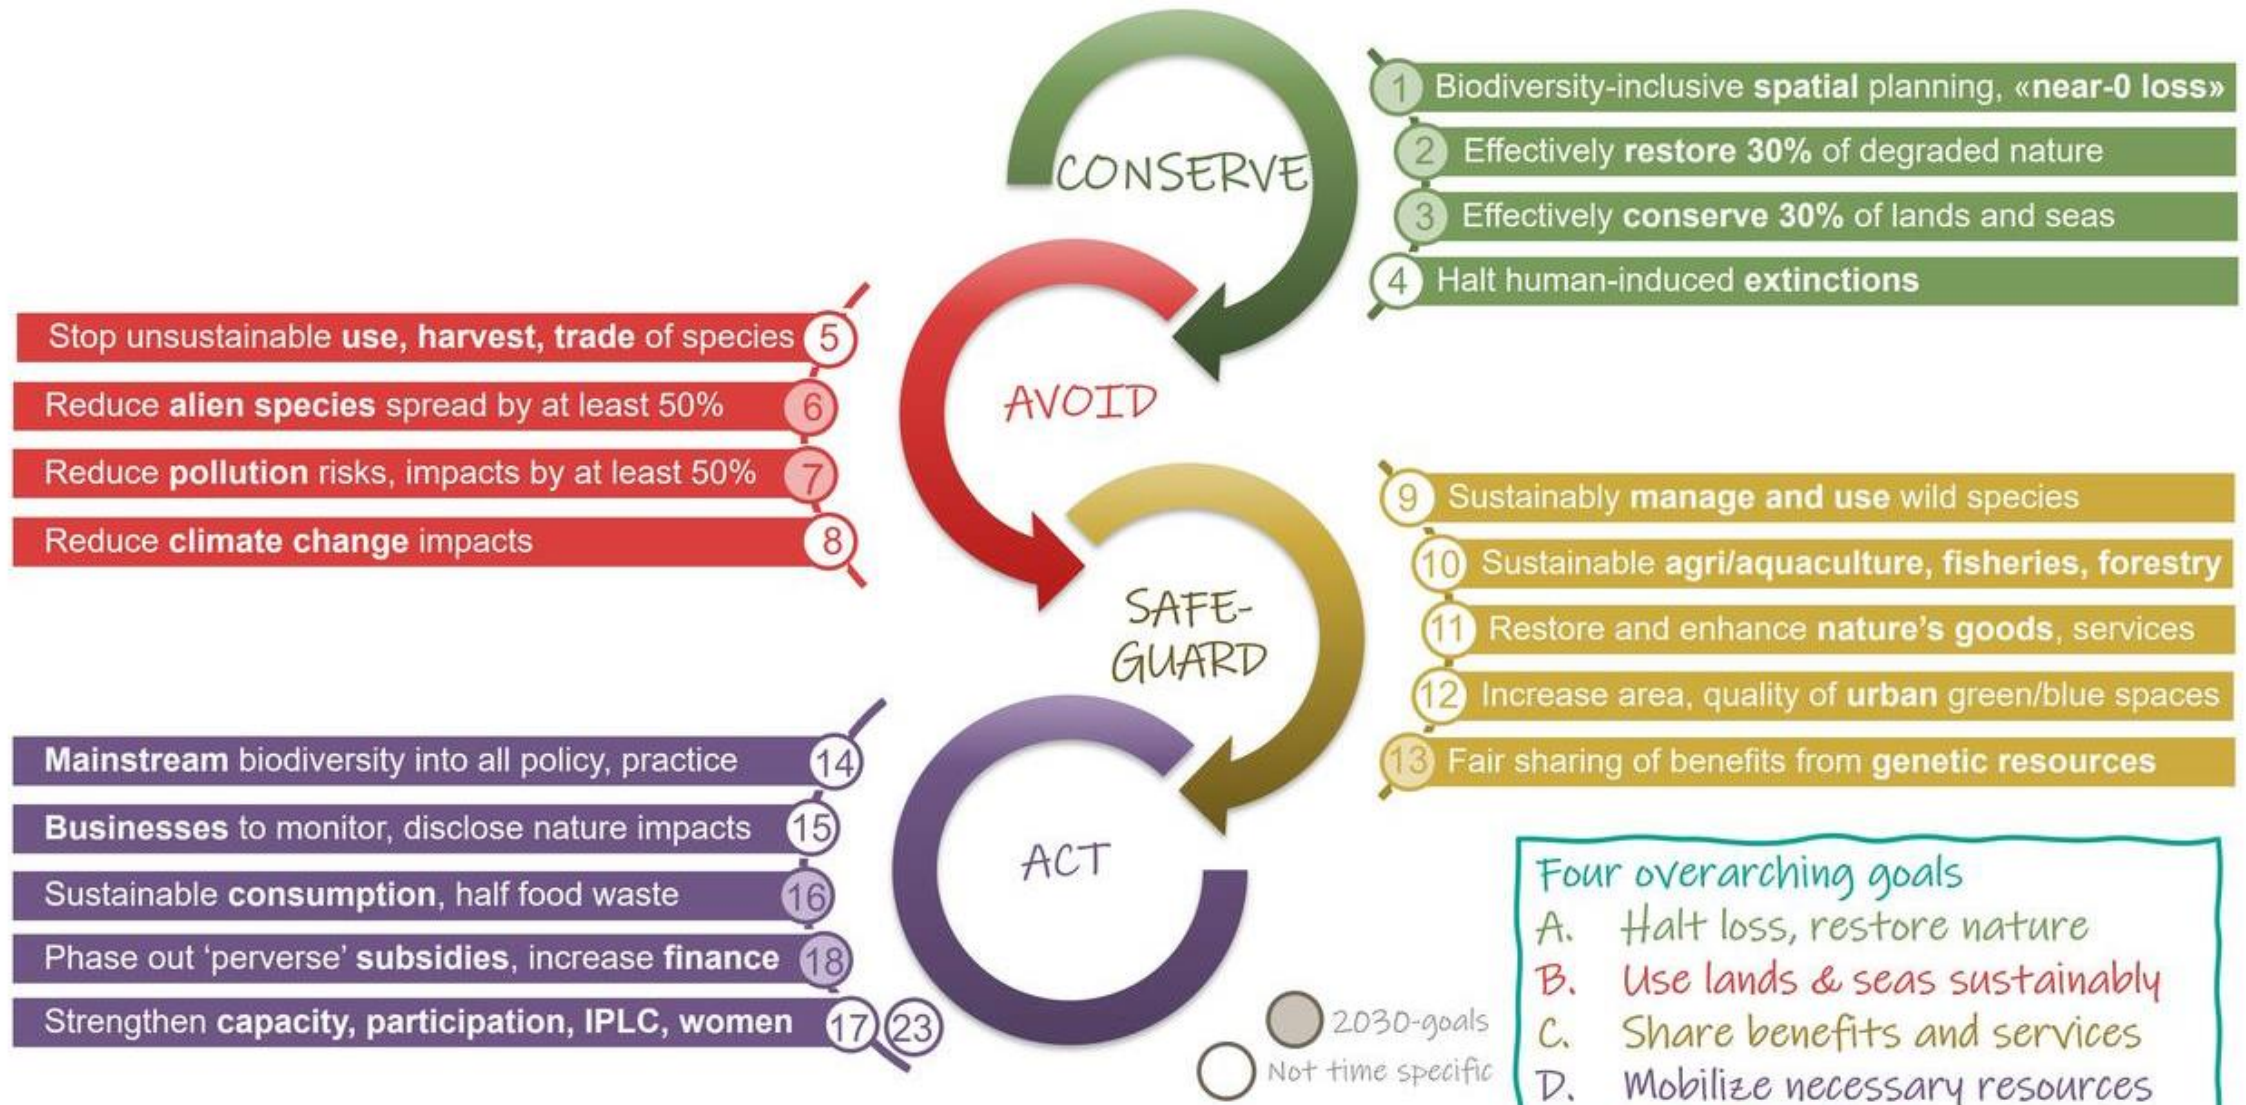 CONSERVE
1 Biodiversity-inclusive spatial planning, «near-0 loss»
2 Effectively restore 30% of degraded nature
3 Effectively conserve 30% of lands and seas
4 Halt human-induced extinctions
AVOID
Stop unsustainable use, harvest, trade of species 5
Reduce alien species spread by at least 50% 6
Reduce pollution risks, impacts by at least 50% 7
Reduce climate change impacts 8
SAFE-
GUARD
9 Sustainably manage and use wild species
10 Sustainable agri/aquaculture, fisheries, forestry
11 Restore and enhance nature's goods, services
12 Increase area, quality of urban green/blue spaces
13 Fair sharing of benefits from genetic resources
ACT
Mainstream biodiversity into all policy, practice 14
Businesses to monitor, disclose nature impacts 15
Sustainable consumption, half food waste 16
Phase out ‘perverse’ subsidies, increase finance 18
Strengthen capacity, participation, IPLC, women 17 23
2030-goals
Not time specific
Four overarching goals
A. Halt loss, restore nature
B. Use lands & seas sustainably
C. Share benefits and services
D. Mobilize necessary resources